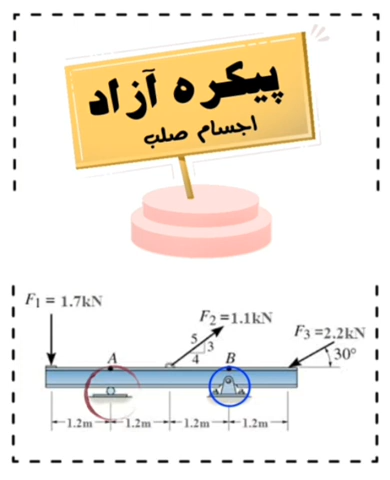 پیکره آزاد
اجسام صلب
F₁ = 1.7kN
F₂ =1.1kN
F₃ =2.2kN
5
3
4
30°
A
B
1.2m
1.2m
1.2m
1.2m